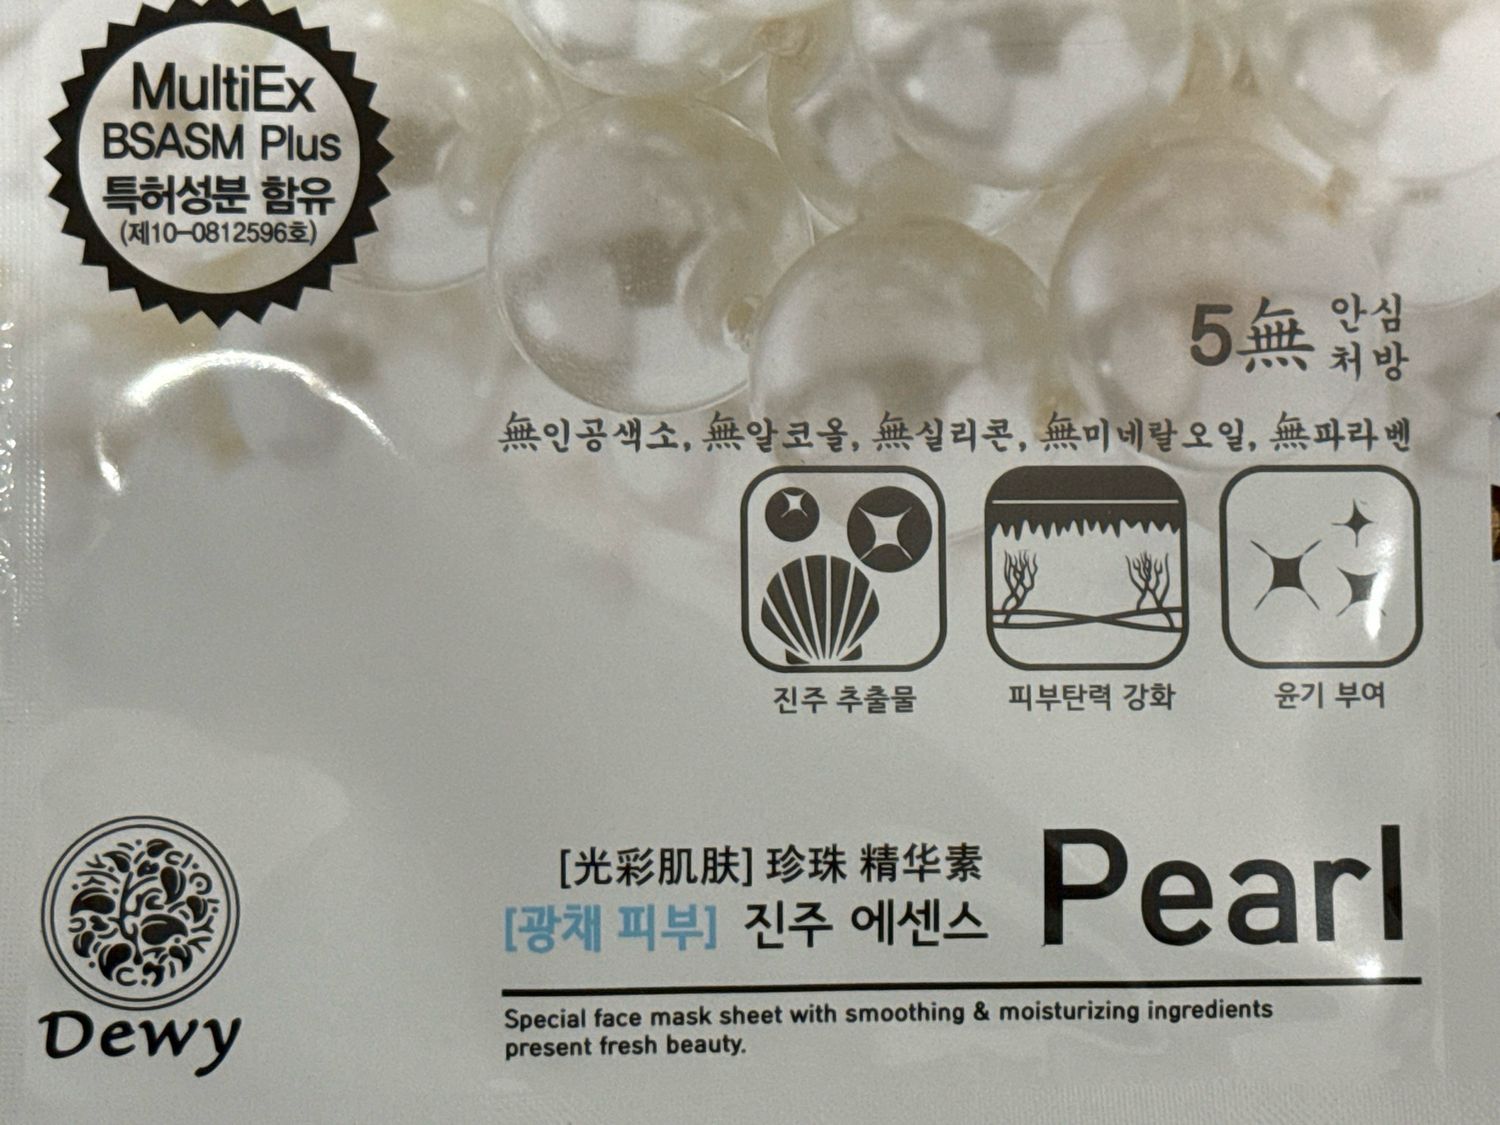 MultiEx
BSASM Plus
특허성분 함유
(제10-0812596호)
5無 안심
처방
無인공색소, 無알코올, 無실리콘, 無미네랄오일, 無파라벤
진주 추출물
피부탄력 강화
윤기 부여
[光彩肌肤] 珍珠 精华素
[광채 피부] 진주 에센스
Pearl
Special face mask sheet with smoothing & moisturizing ingredients
present fresh beauty.
Dewy